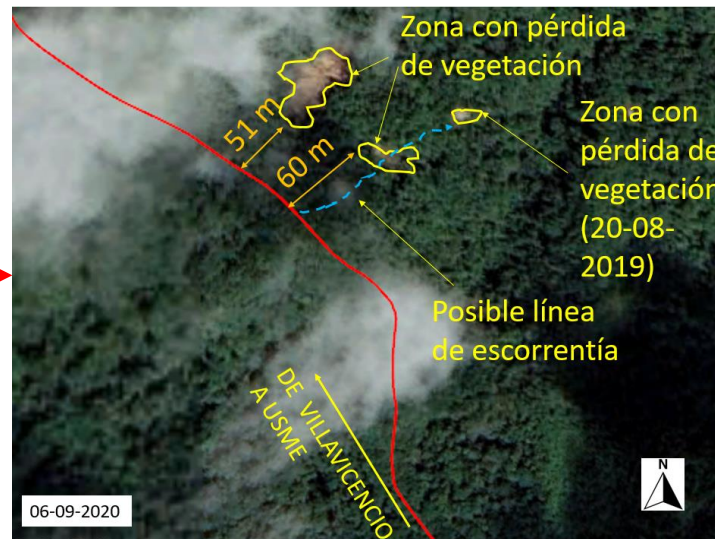 Zona con pérdida
de vegetación
51 m
60 m
Zona con
pérdida de
vegetación
(20-08-
2019)
Posible línea
de escorrentía
DE VILLAVICENCIO
A USME
N
06-09-2020